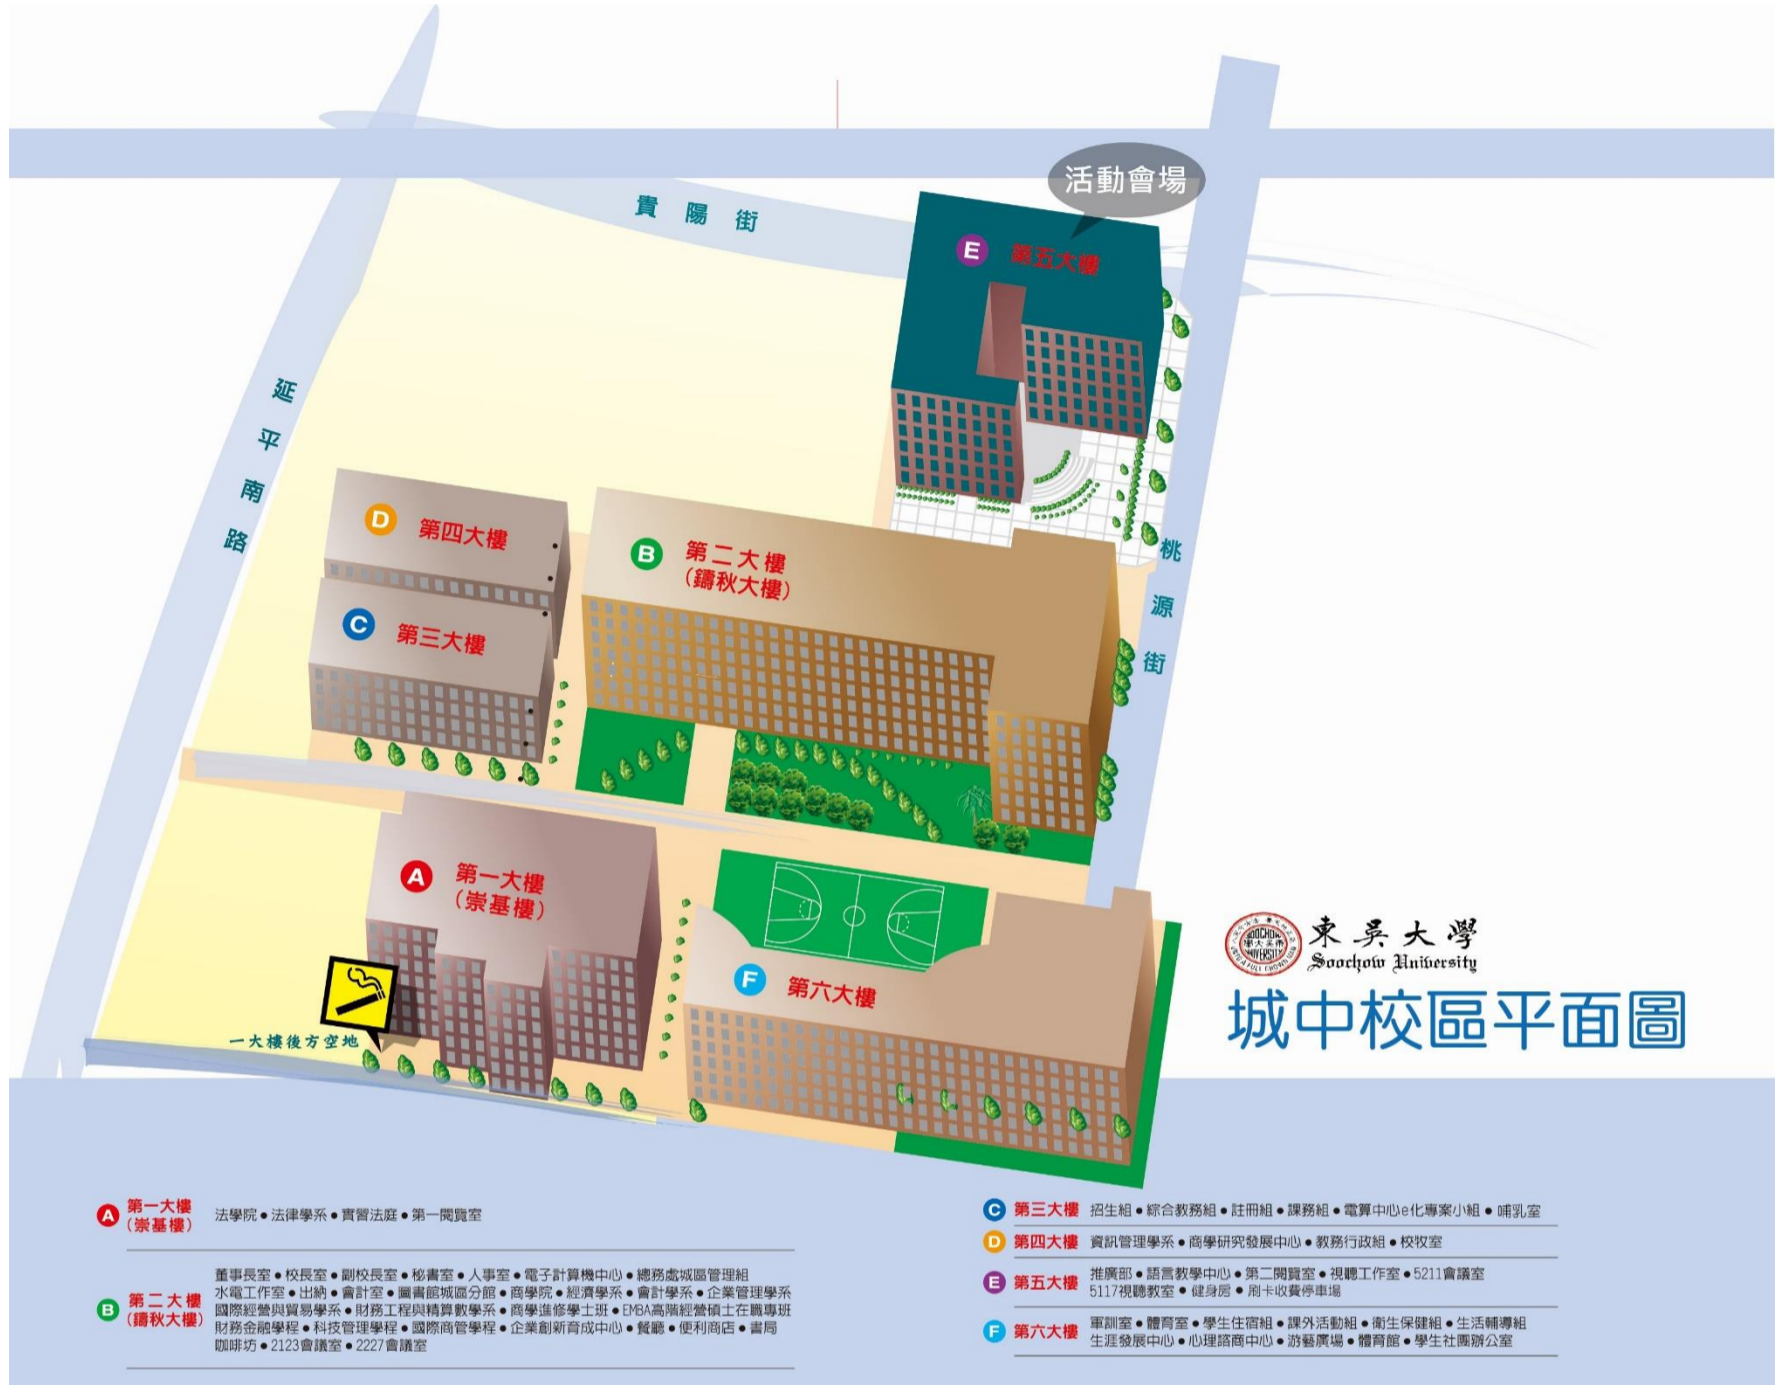 活動會場
貴陽街
E 第五大樓
延平南路
D 第四大樓
B 第二大樓
(鑄秋大樓)
桃源街
C 第三大樓
A 第一大樓
(崇基樓)
F 第六大樓
一大樓後方空地
東吳大學
Soochow University
城中校區平面圖
A 第一大樓
(崇基樓)
法學院●法律學系●實習法庭●第一閱覽室
B 第二大樓
(鑄秋大樓)
董事長室●校長室●副校長室●秘書室●人事室●電子計算機中心●總務處城區管理組
水電工作室●出納●會計室●圖書館城區分館●商學院●經濟學系●會計學系●企業管理學系
國際經營與貿易學系●財務工程與精算數學系●商學進修學士班●EMBA高階經營碩士在職專班
財務金融學程●科技管理學程●國際商管學程●企業創新育成中心●餐廳●便利商店●書局
咖啡坊●2123會議室●2227會議室
C 第三大樓 招生組●綜合教務組●註冊組●課務組●電算中心e化專案小組●哺乳室
D 第四大樓 資訊管理學系●商學研究發展中心●教務行政組●校牧室
E 第五大樓
推廣部●語言教學中心●第二閱覽室●視聽工作室●5211會議室
5117視聽教室●健身房●刷卡收費停車場
F 第六大樓
軍訓室●體育室●學生住宿組●課外活動組●衛生保健組●生活輔導組
生涯發展中心●心理諮商中心●游藝廣場●體育館●學生社團辦公室